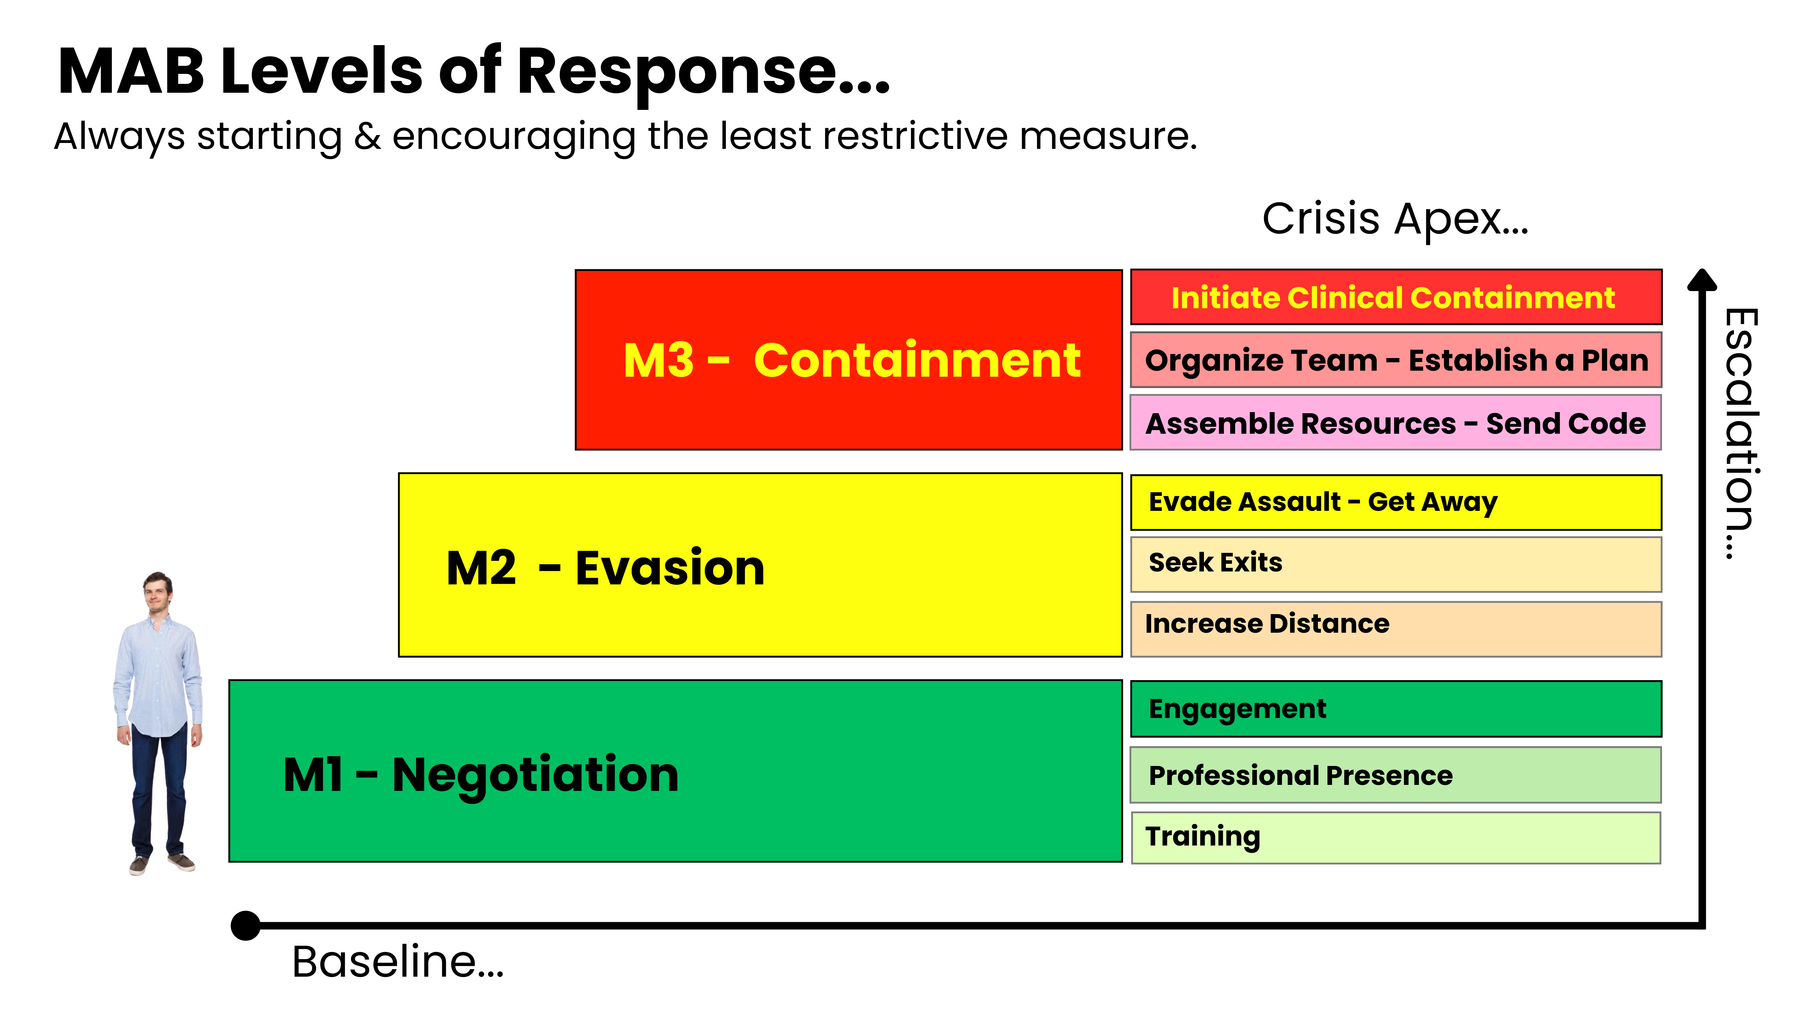 MAB Levels of Response...
Always starting & encouraging the least restrictive measure.
Crisis Apex...
M3 - Containment
Initiate Clinical Containment
Organize Team - Establish a Plan
Assemble Resources - Send Code
Escalation...
M2 - Evasion
Evade Assault - Get Away
Seek Exits
Increase Distance
M1 - Negotiation
Engagement
Professional Presence
Training
Baseline...